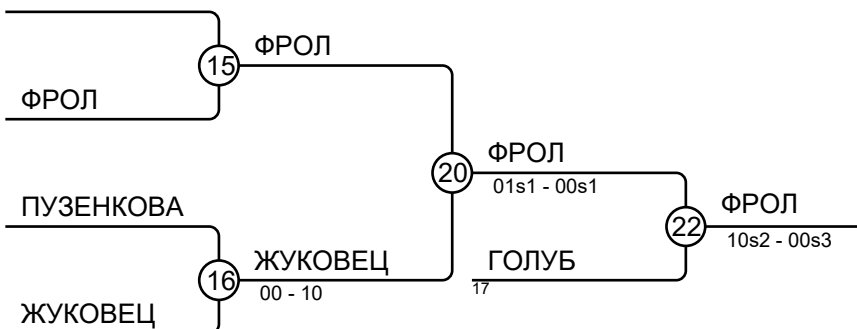 15
ФРОЛ
ФРОЛ
20
ФРОЛ
01s1 - 00s1
ПУЗЕНКОВА
22
ФРОЛ
10s2 - 00s3
16
ЖУКОВЕЦ
00 - 10
ГОЛУБ
17
ЖУКОВЕЦ